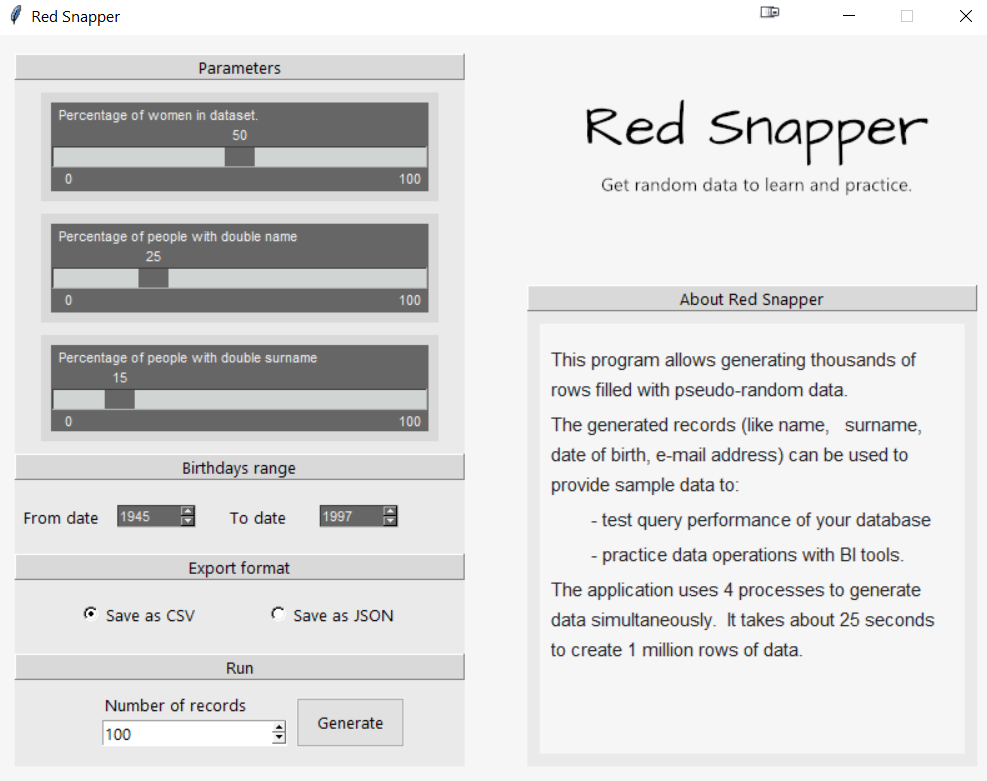 Red Snapper
Parameters
Percentage of women in dataset.
50
0 100
Percentage of people with double name
25
0 100
Percentage of people with double surname
15
0 100
Birthdays range
From date 1945 To date 1997
Export format
Save as CSV Save as JSON
Run
Number of records
100
Generate
Red Snapper
Get random data to learn and practice.
About Red Snapper
This program allows generating thousands of
rows filled with pseudo-random data.
The generated records (like name,   surname,
date of birth, e-mail address) can be used to
provide sample data to:
- test query performance of your database
- practice data operations with BI tools.
The application uses 4 processes to generate
data simultaneously.  It takes about 25 seconds
to create 1 million rows of data.